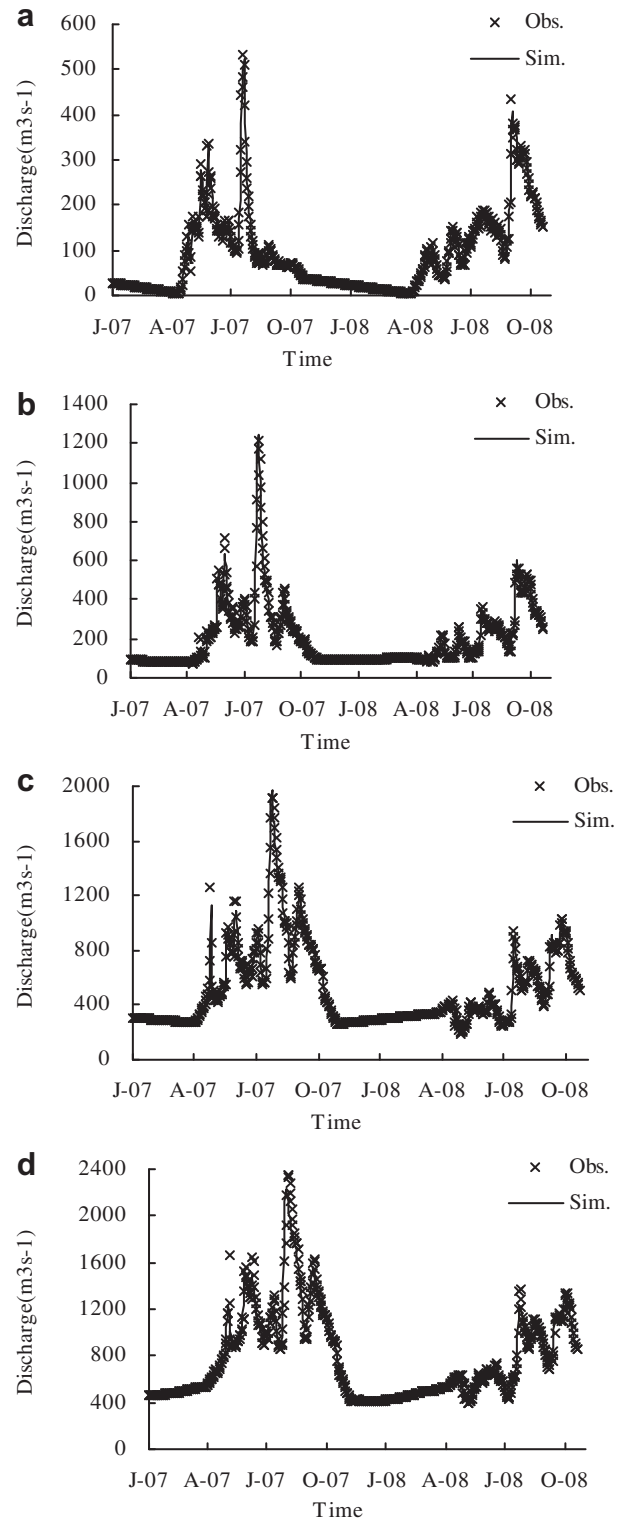 a
600
Obs.
500
Sim.
400
300
200
100
0
Discharge(m3s-1)
J-07 A-07 J-07 O-07 J-08 A-08 J-08 O-08
Time
b
1400
Obs.
1200
Sim.
1000
800
600
400
200
0
Discharge(m3s-1)
J-07 A-07 J-07 O-07 J-08 A-08 J-08 O-08
Time
c
2000
Obs.
1600
Sim.
1200
800
400
0
Discharge(m3s-1)
J-07 A-07 J-07 O-07 J-08 A-08 J-08 O-08
Time
d
2400
Obs.
2000
Sim.
1600
1200
800
400
0
Discharge(m3s-1)
J-07 A-07 J-07 O-07 J-08 A-08 J-08 O-08
Time